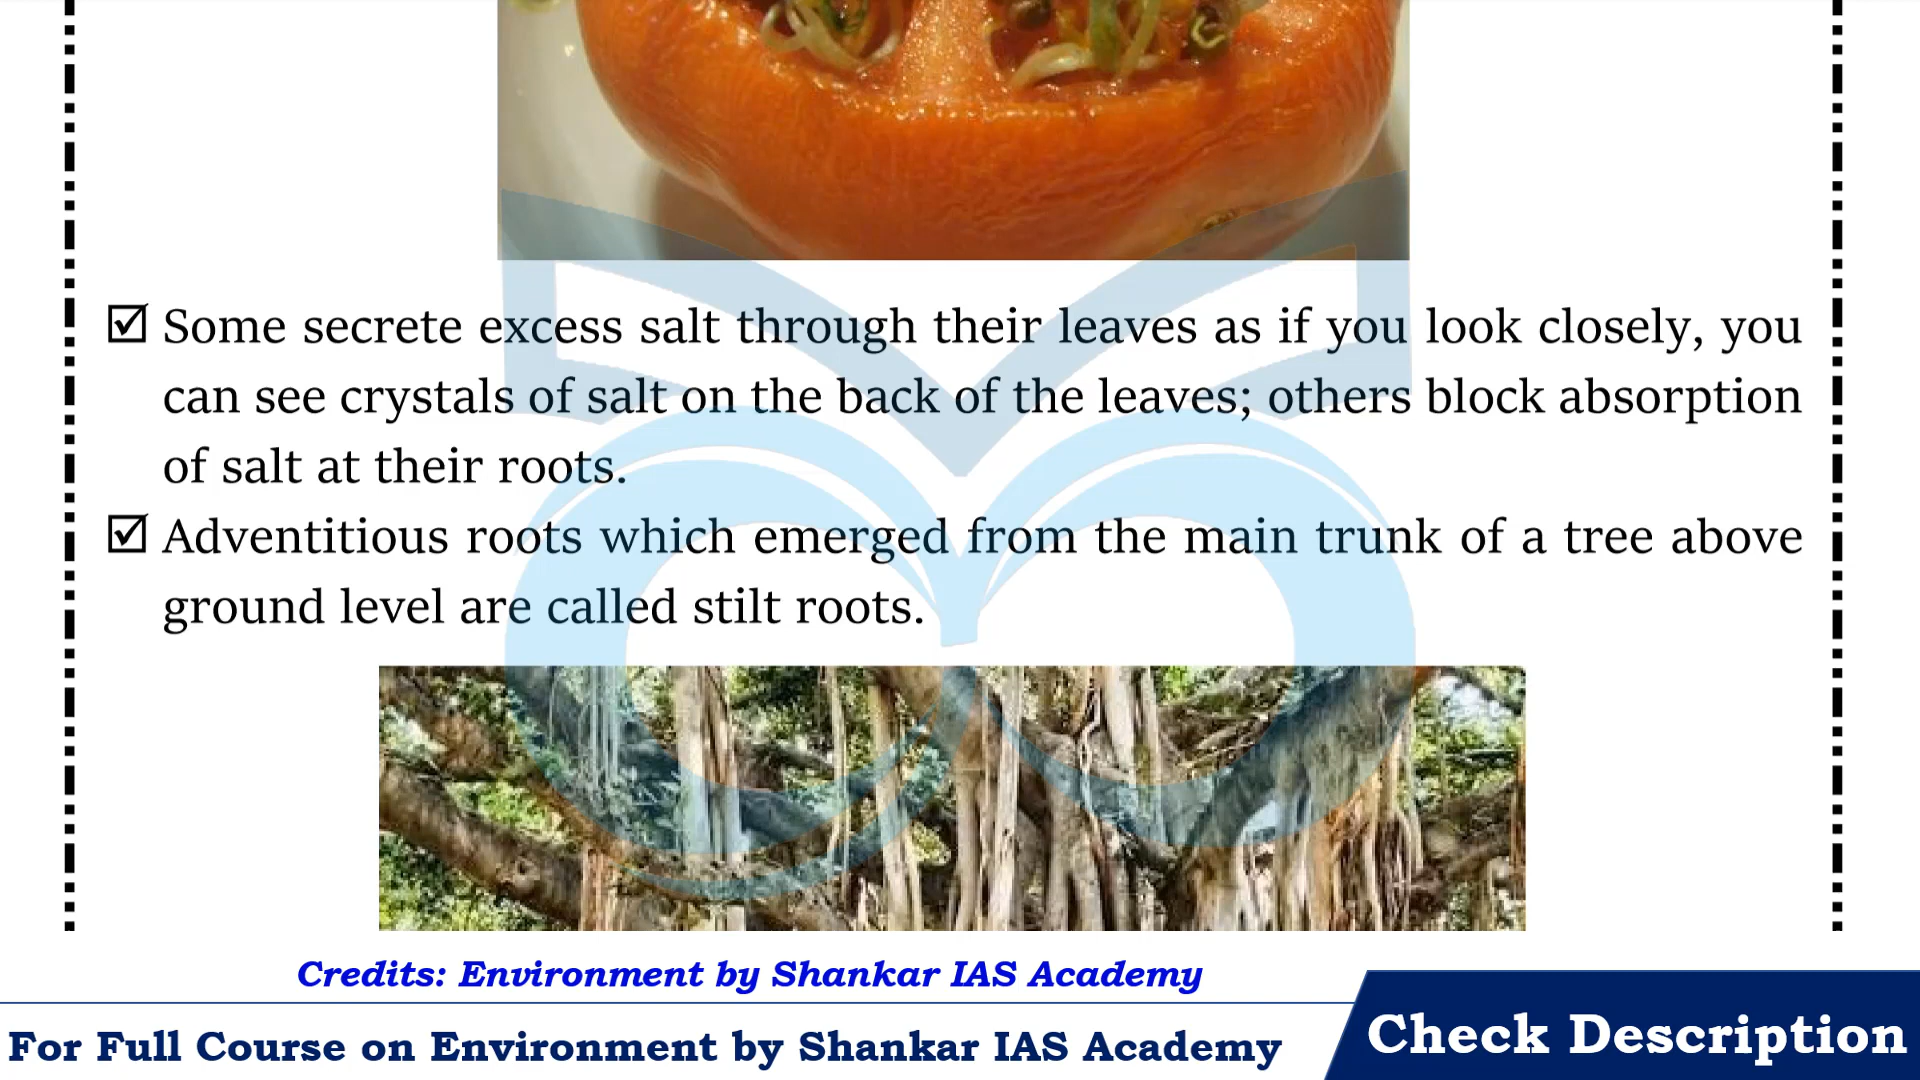 ☑ Some secrete excess salt through their leaves as if you look closely, you
can see crystals of salt on the back of the leaves; others block absorption
of salt at their roots.
☑ Adventitious roots which emerged from the main trunk of a tree above
ground level are called stilt roots.
Credits: Environment by Shankar IAS Academy
For Full Course on Environment by Shankar IAS Academy
Check Description